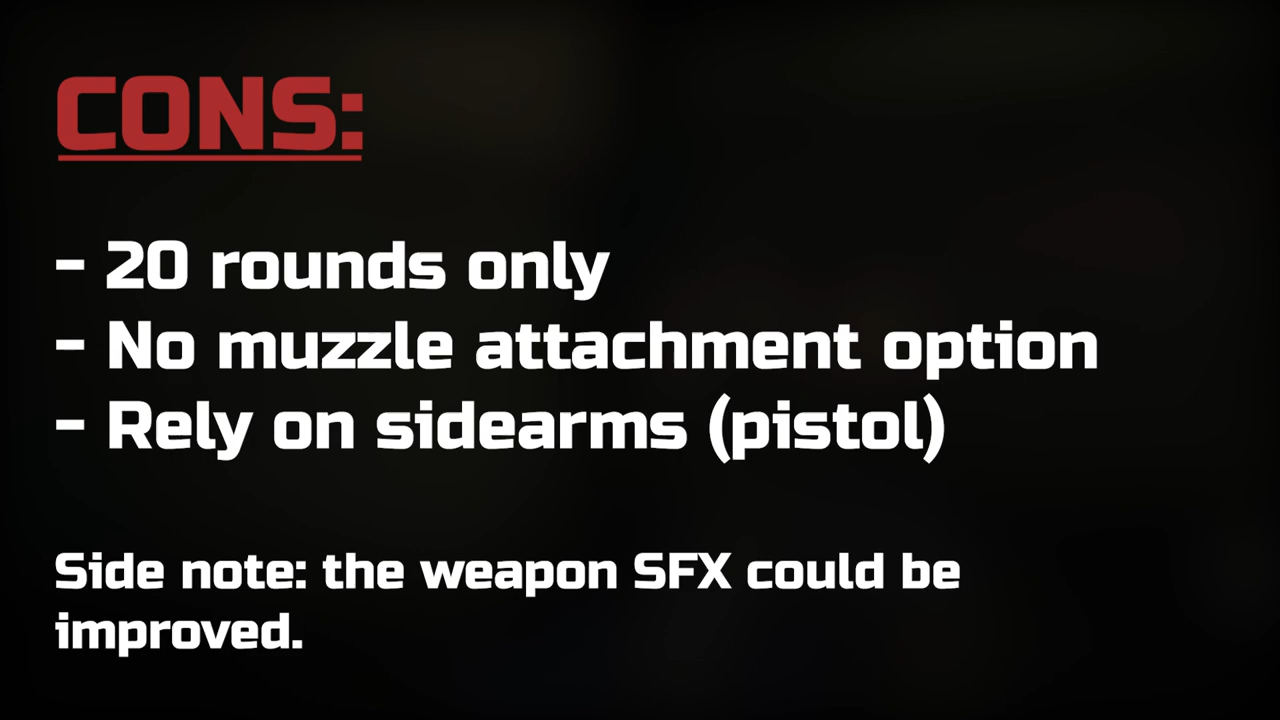 CONS:
- 20 rounds only
- No muzzle attachment option
- Rely on sidearms (pistol)
Side note: the weapon SFX could be
improved.